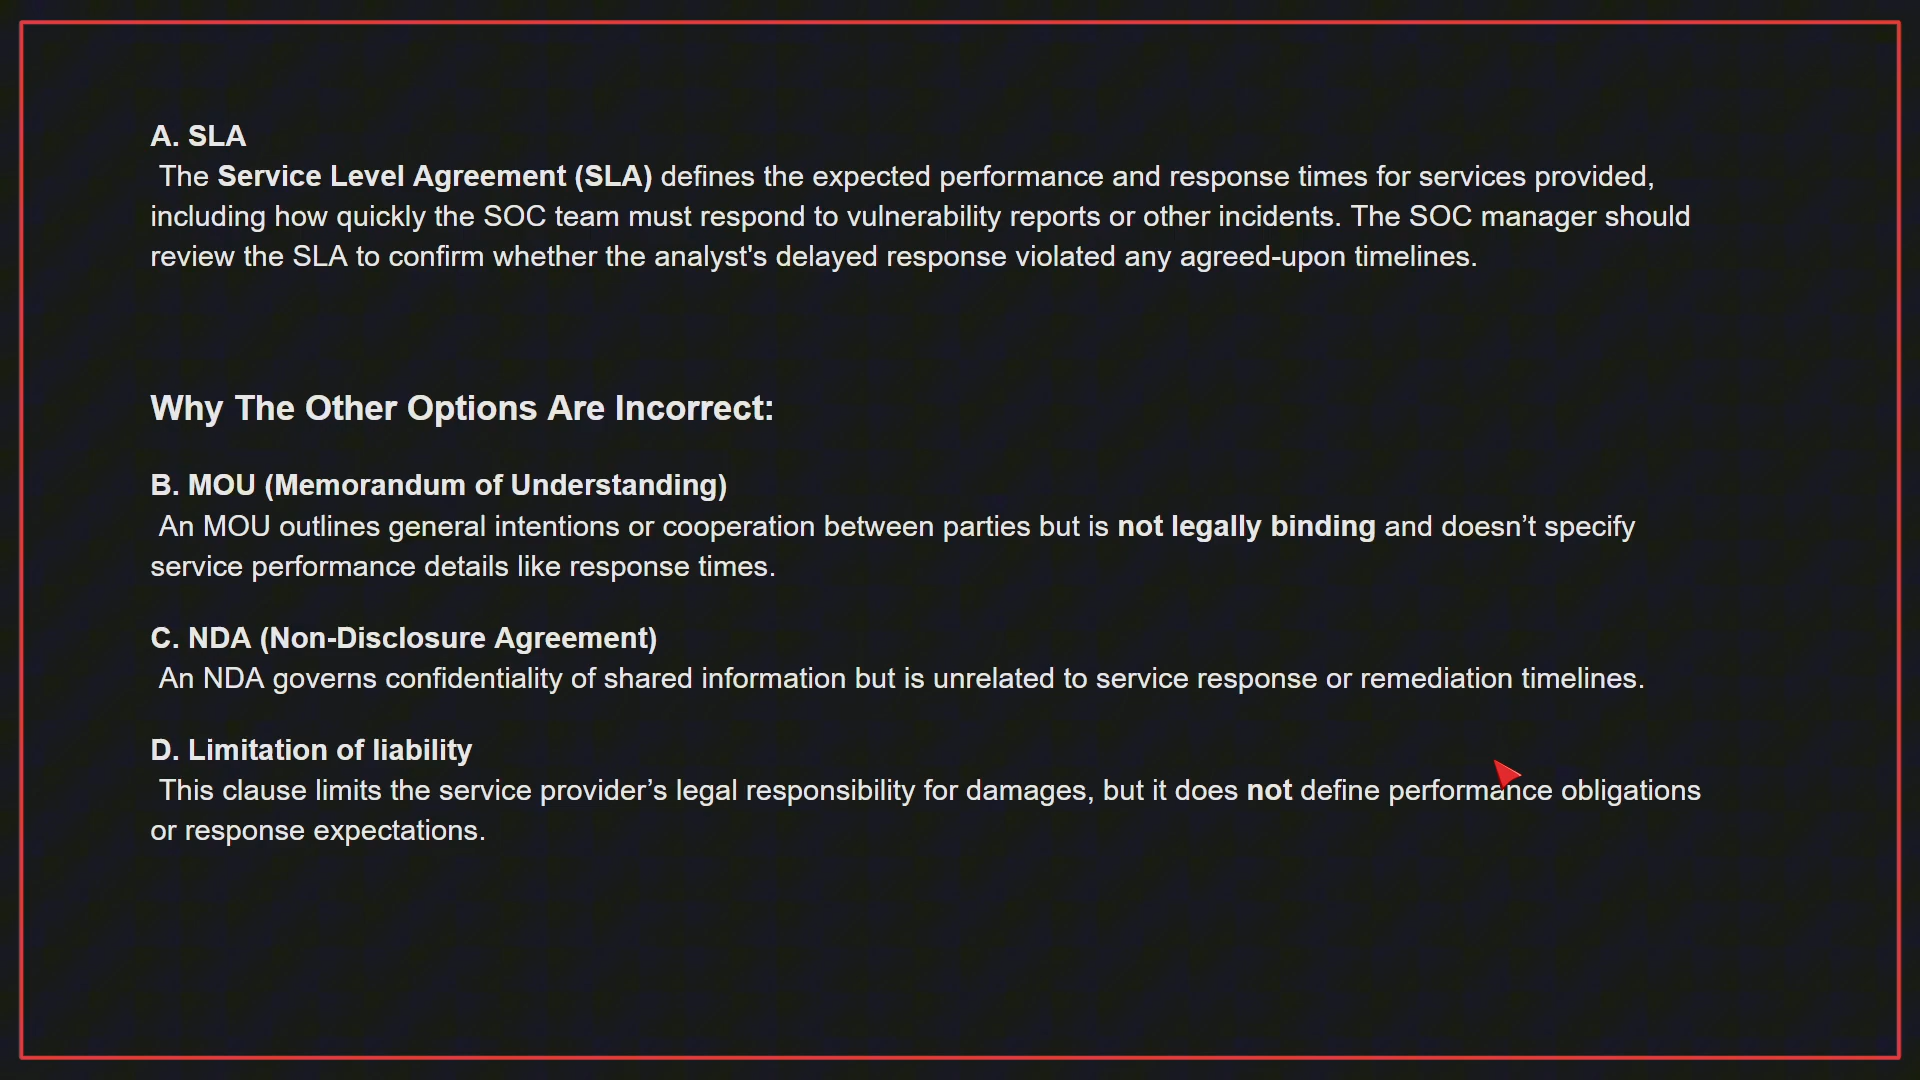 A. SLA
The Service Level Agreement (SLA) defines the expected performance and response times for services provided,
including how quickly the SOC team must respond to vulnerability reports or other incidents. The SOC manager should
review the SLA to confirm whether the analyst's delayed response violated any agreed-upon timelines.
Why The Other Options Are Incorrect:
B. MOU (Memorandum of Understanding)
An MOU outlines general intentions or cooperation between parties but is not legally binding and doesn’t specify
service performance details like response times.
C. NDA (Non-Disclosure Agreement)
An NDA governs confidentiality of shared information but is unrelated to service response or remediation timelines.
D. Limitation of liability
This clause limits the service provider’s legal responsibility for damages, but it does not define performance obligations
or response expectations.